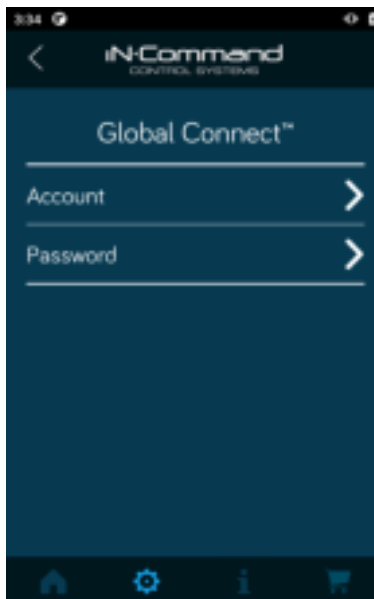 3:34
iN·Command
CONTROL SYSTEMS
Global Connect™
Account
Password